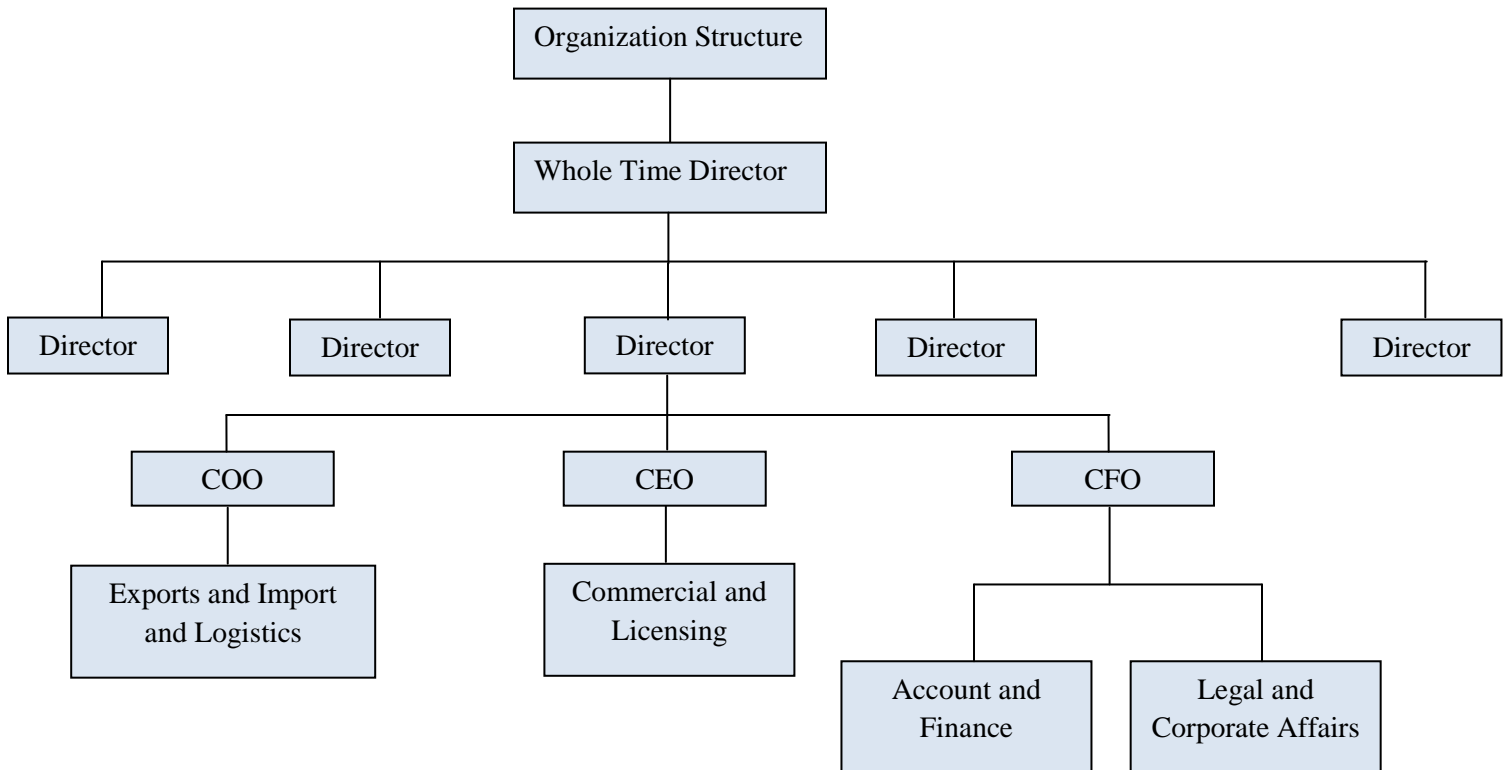 Organization Structure
Whole Time Director
Director
Director
Director
Director
Director
COO
CEO
CFO
Exports and Import
and Logistics
Commercial and
Licensing
Account and
Finance
Legal and
Corporate Affairs